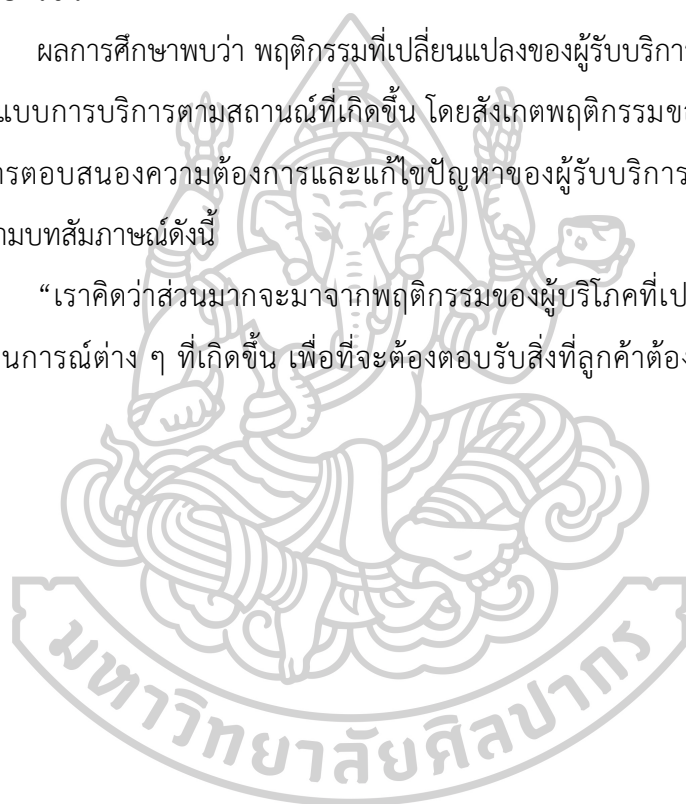 ผลการศึกษาพบว่า พฤติกรรมที่เปลี่ยนแปลงของผู้รับบริการ
แบบการบริการตามสถานณ์ที่เกิดขึ้น โดยสังเกตพฤติกรรมขอ
รตอบสนองความต้องการและแก้ไขปัญหาของผู้รับบริการ
ามบทสัมภาษณ์ดังนี้
“เราคิดว่าส่วนมากจะมาจากพฤติกรรมของผู้บริโภคที่เป
นการณ์ต่าง ๆ ที่เกิดขึ้น เพื่อที่จะต้องตอบรับสิ่งที่ลูกค้าต้อง
มหาวิทยาลัยศิลปากร